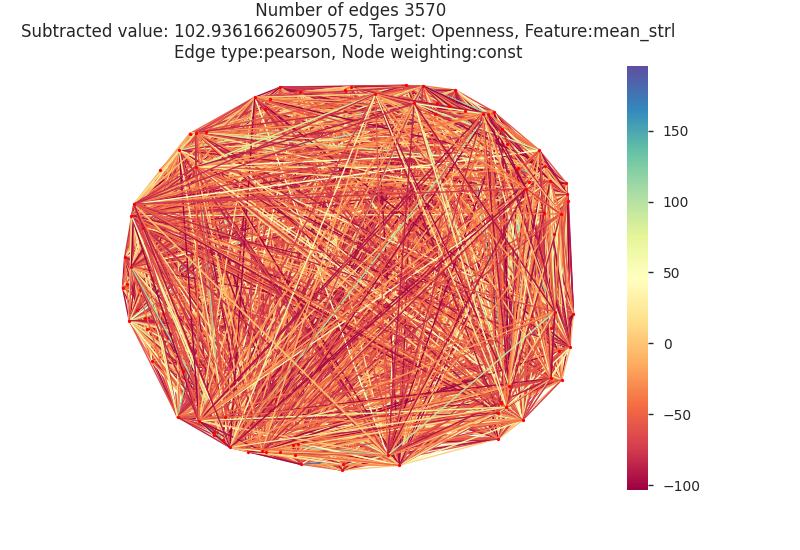 Number of edges 3570
Subtracted value: 102.93616626090575, Target: Openness, Feature:mean_strl
Edge type:pearson, Node weighting:const
150
100
50
0
−50
−100